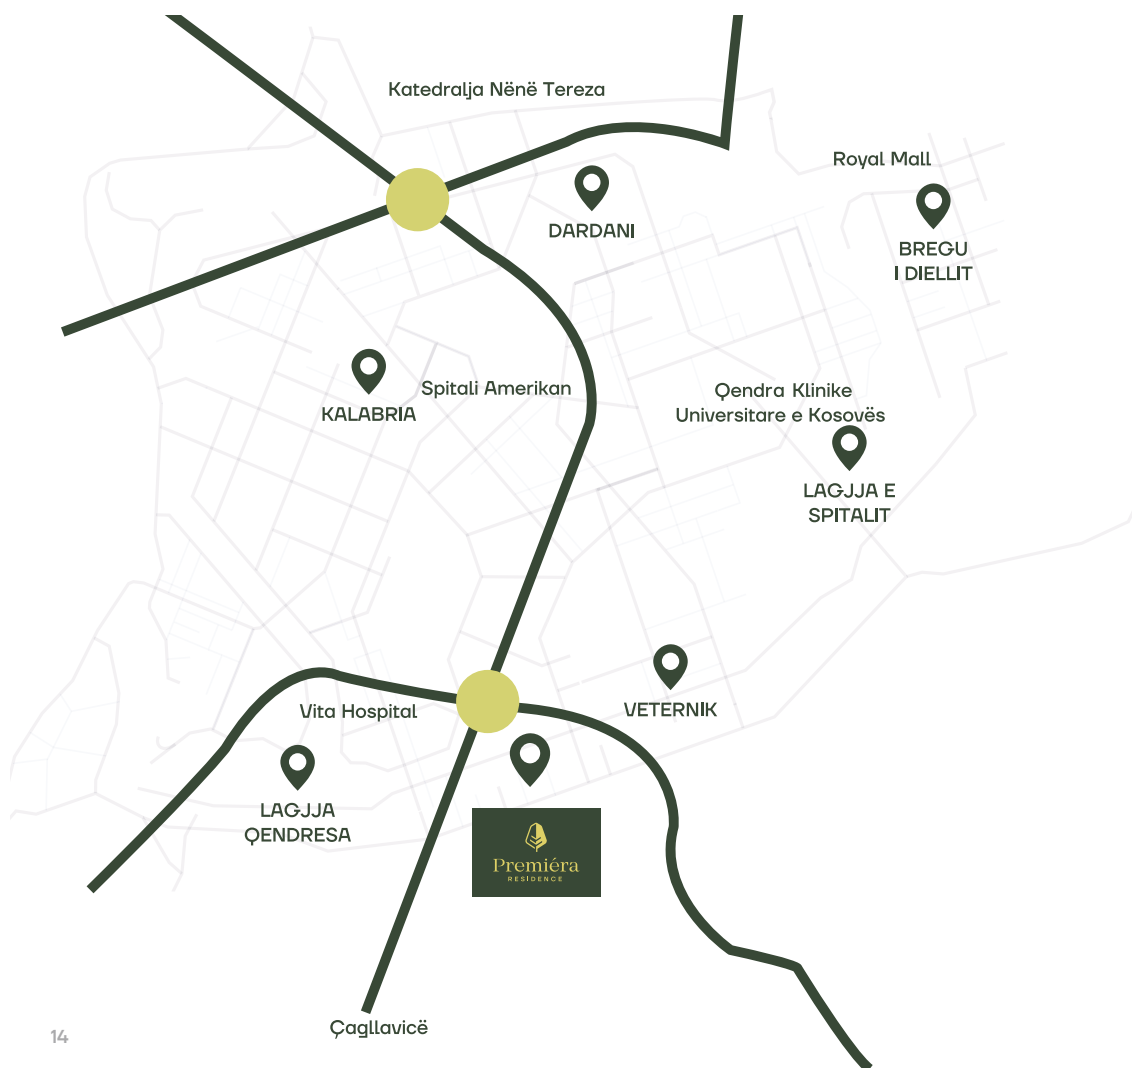 Katedralja Nënë Tereza
Royal Mall
DARDANI
BREGU
I DIELLIT
KALABRIA
Spitali Amerikan
Qendra Klinike
Universitare e Kosovës
LAGJJA E
SPITALIT
VETERNIK
Vita Hospital
LAGJJA
QENDRESA
Premiéra
RESIDENCE
Çagllavicë
14